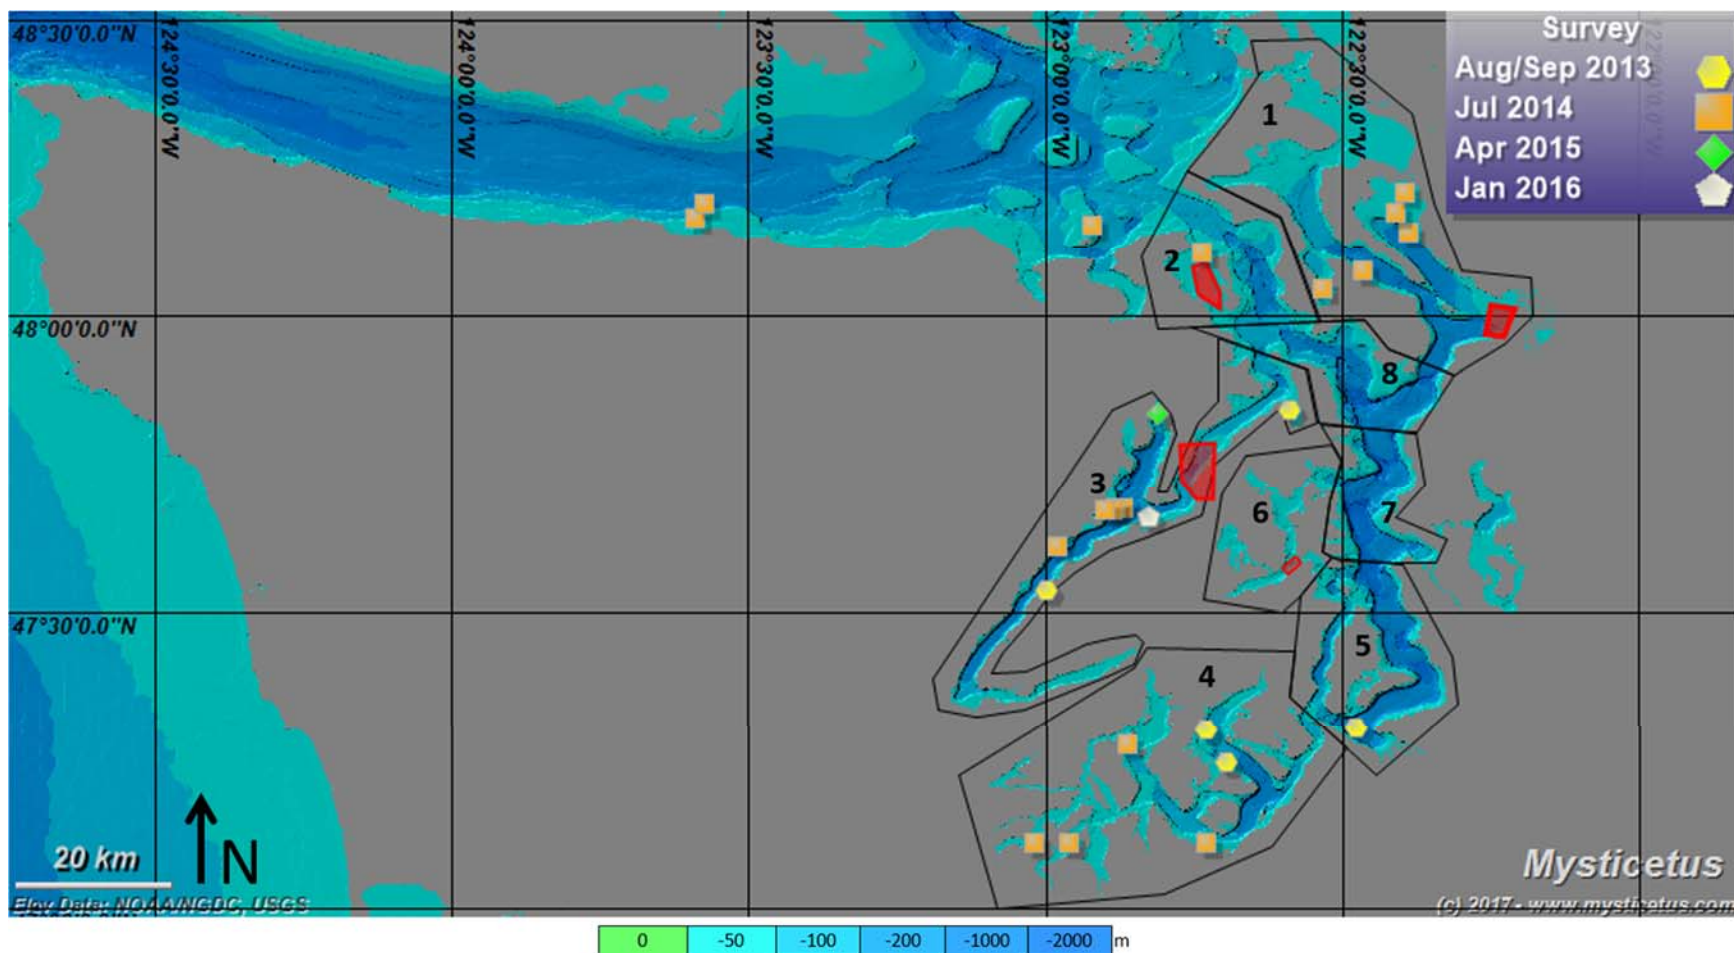 48°30'0.0"N
124°30'0.0"W
124°00'0.0"W
123°30'0.0"W
123°00'0.0"W
122°30'0.0"W
Survey
Aug/Sep 2013
Jul 2014
Apr 2015
Jan 2016
1
2
48°00'0.0"N
8
3
6
7
47°30'0.0"N
5
4
20 km
N
Mysticetus
Elev Data: NOAA/NGDC, USGS
(c) 2017 - www.mysticetus.com
0 -50 -100 -200 -1000 -2000 m